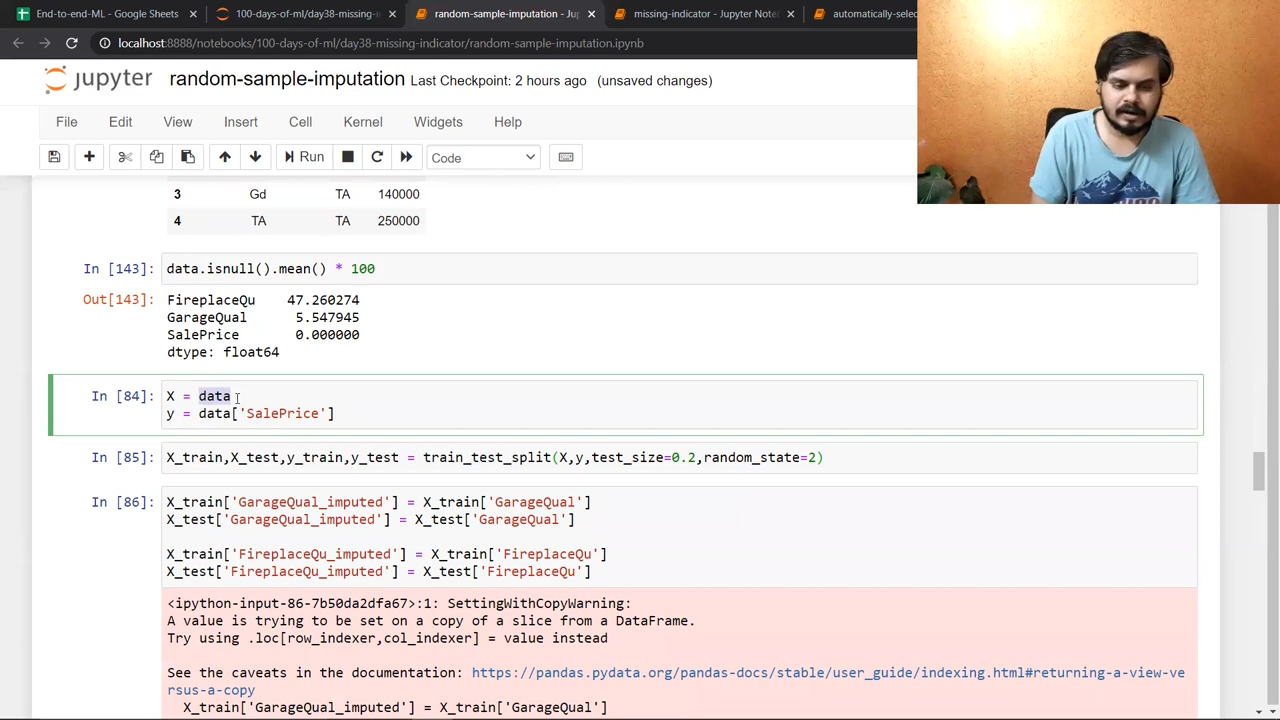 End-to-end-ML - Google Sheets
100-days-of-ml/day38-missing-in
random-sample-imputation - Jup
missing-indicator - Jupyter Note
automatically-selec
localhost:8888/notebooks/100-days-of-ml/day38-missing-indicator/random-sample-imputation.ipynb
jupyter random-sample-imputation Last Checkpoint: 2 hours ago (unsaved changes)
File Edit View Insert Cell Kernel Widgets Help
Run Code
3 Gd TA 140000
4 TA TA 250000
In [143]: data.isnull().mean() * 100
Out[143]: FireplaceQu 47.260274
GarageQual 5.547945
SalePrice 0.000000
dtype: float64
In [84]: X = data
y = data['SalePrice']
In [85]: X_train,X_test,y_train,y_test = train_test_split(X,y,test_size=0.2,random_state=2)
In [86]: X_train['GarageQual_imputed'] = X_train['GarageQual']
X_test['GarageQual_imputed'] = X_test['GarageQual']
X_train['FireplaceQu_imputed'] = X_train['FireplaceQu']
X_test['FireplaceQu_imputed'] = X_test['FireplaceQu']
<ipython-input-86-7b50da2dfa67>:1: SettingWithCopyWarning:
A value is trying to be set on a copy of a slice from a DataFrame.
Try using .loc[row_indexer,col_indexer] = value instead
See the caveats in the documentation: https://pandas.pydata.org/pandas-docs/stable/user_guide/indexing.html#returning-a-view-ve
rsus-a-copy
X_train['GarageQual_imputed'] = X_train['GarageQual']